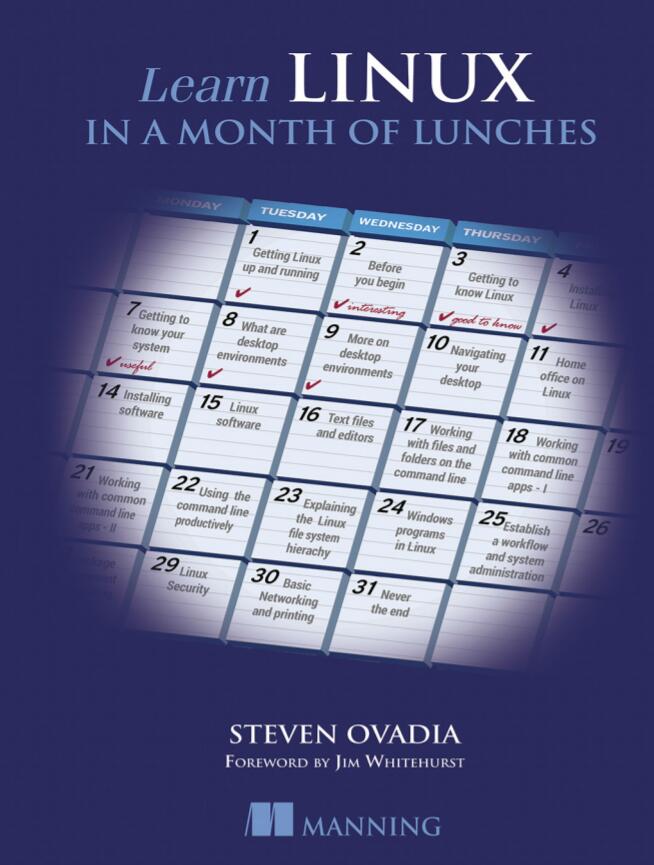 Learn LINUX
IN A MONTH OF LUNCHES
MONDAY
TUESDAY
WEDNESDAY
THURSDAY
1
Getting Linux
up and running
2
Before
you begin
interesting
3
Getting to
know Linux
good to know
4
Linux
7
Getting to
know your
system
useful
8
What are
desktop
environments
9
More on
desktop
environments
10
Navigating
your
desktop
11
Home
office on
Linux
14
Installing
software
15
Linux
software
16
Text files
and editors
17
Working
with files and
folders on the
command line
18
Working
with common
command line
apps - I
19
21
Working
with common
command line
apps - II
22
Using the
command line
productively
23
Explaining
the Linux
file system
hierachy
24
Windows
programs
in Linux
25
Establish
a workflow
and system
administration
26
29
Linux
Security
30
Basic
Networking
and printing
31
Never
the end
STEVEN OVADIA
FOREWORD BY JIM WHITEHURST
MANNING